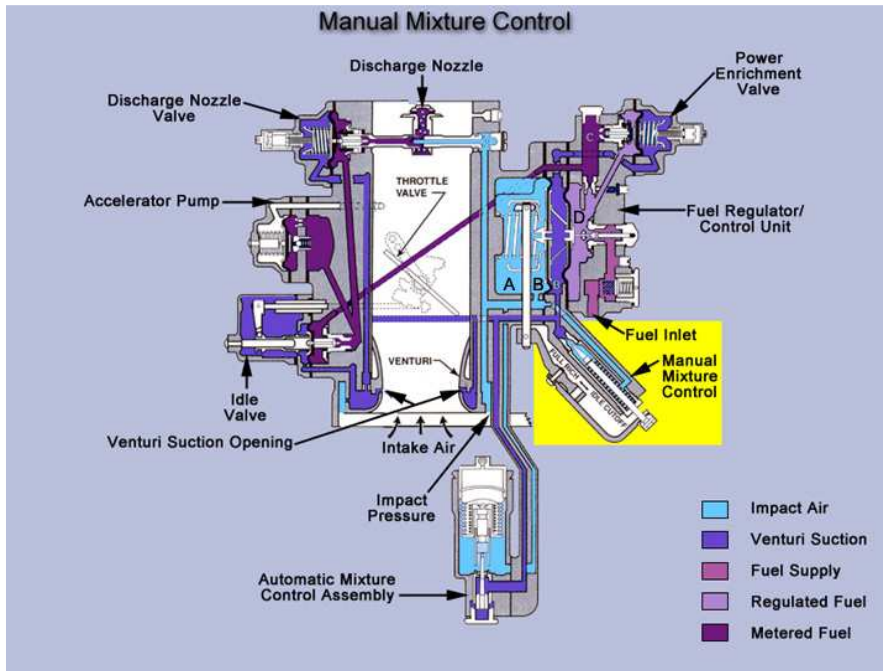 Manual Mixture Control
Discharge Nozzle
Power
Enrichment
Valve
Discharge Nozzle
Valve
C
THROTTLE
VALVE
Accelerator Pump
D
Fuel Regulator/
Control Unit
A
B
Fuel Inlet
Manual
Mixture
Control
FULL RICH
IDLE CUTOFF
VENTURI
Idle
Valve
Venturi Suction Opening
Intake Air
Impact
Pressure
Automatic Mixture
Control Assembly
Impact Air
Venturi Suction
Fuel Supply
Regulated Fuel
Metered Fuel